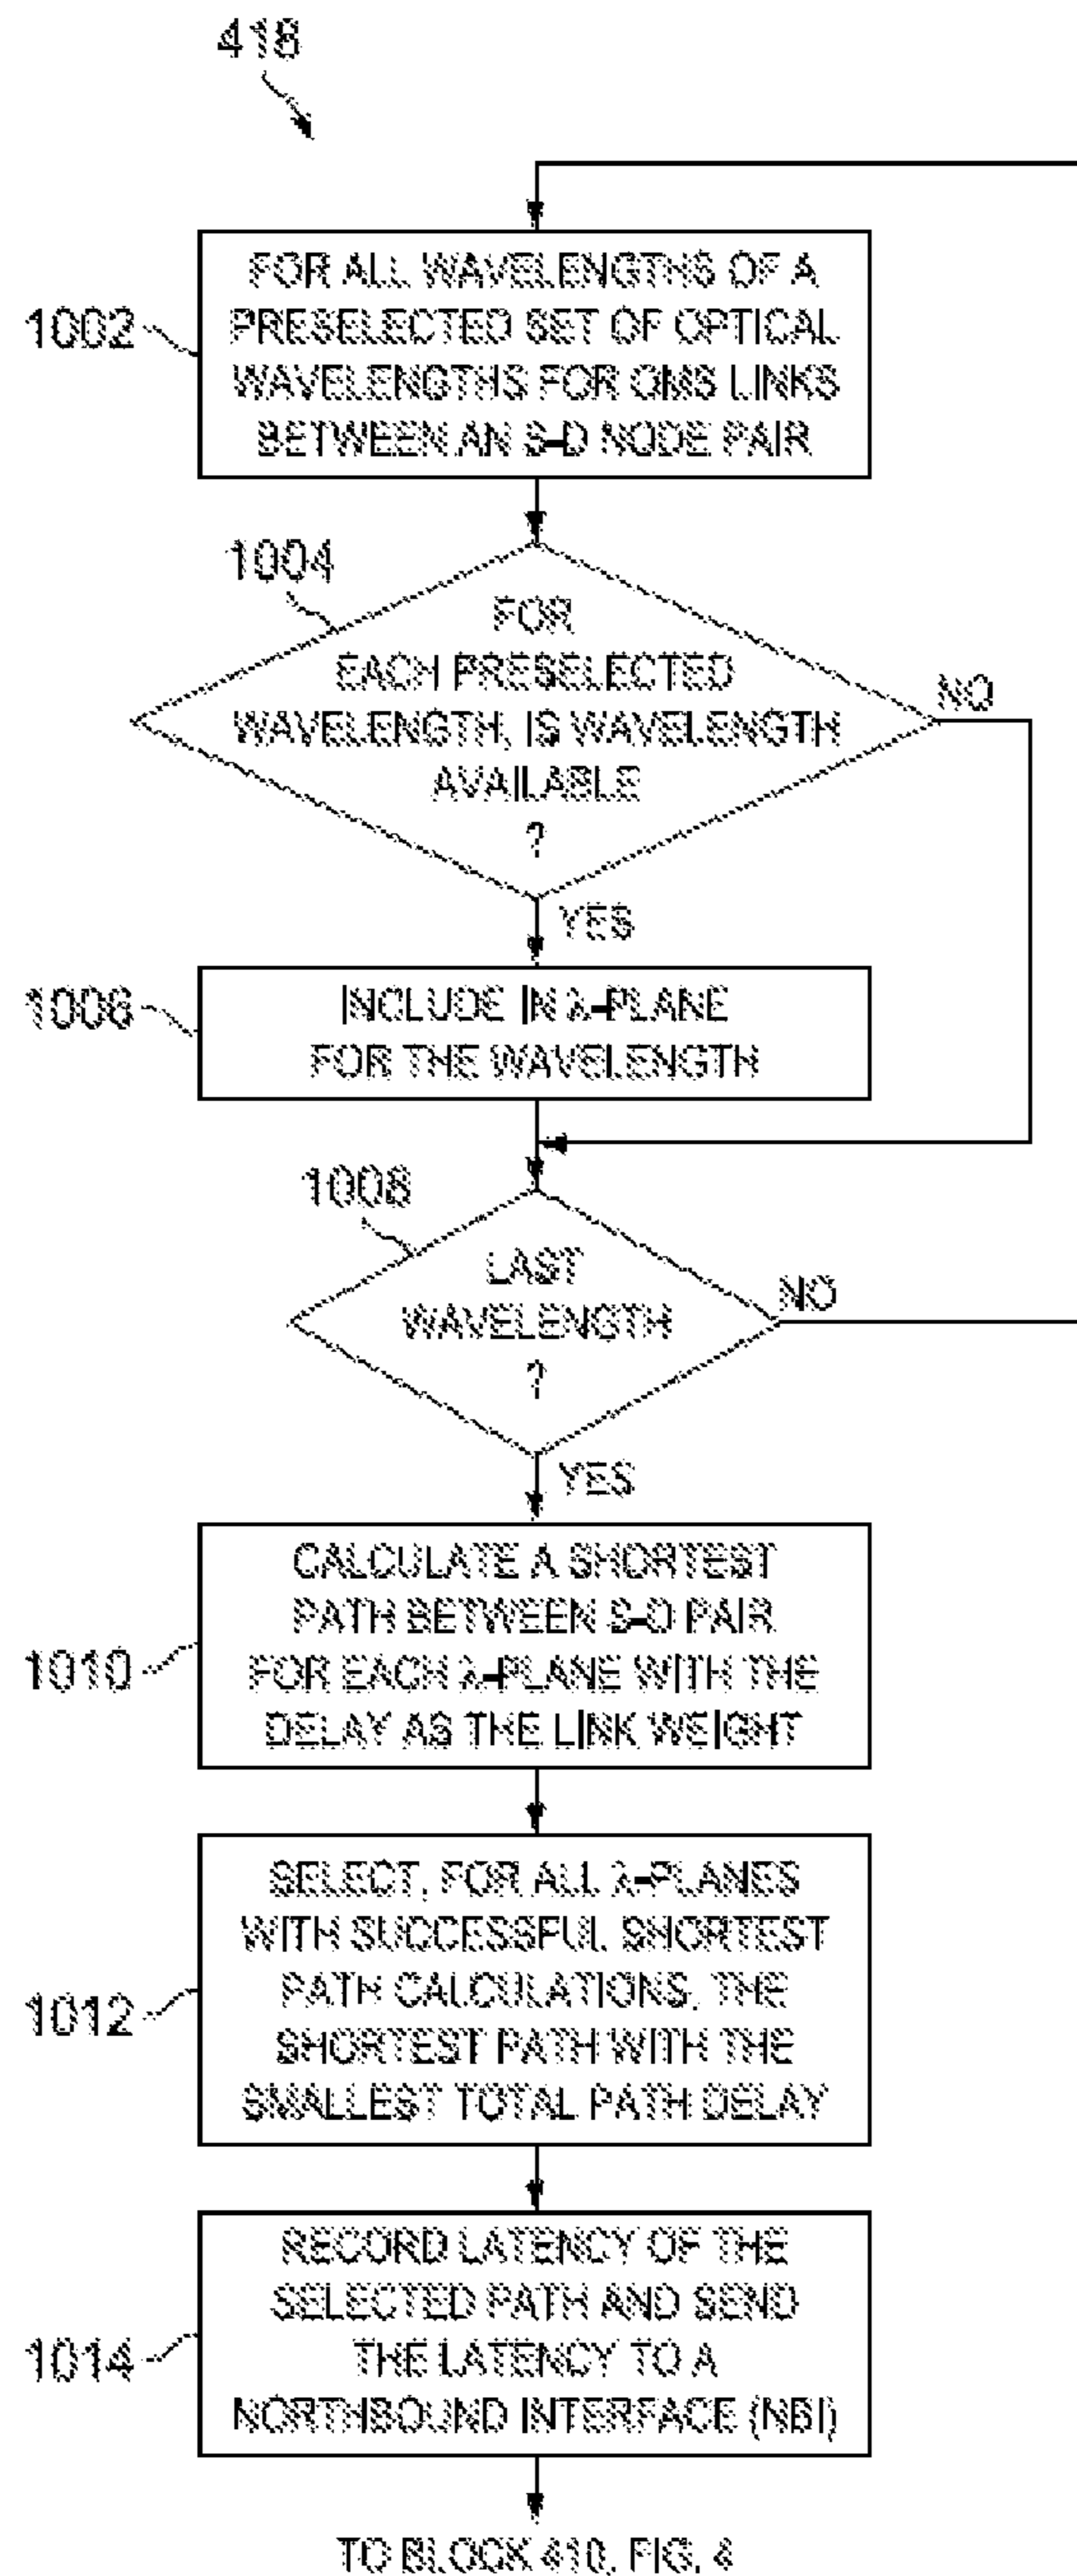 418
1002
FOR ALL WAVELENGTHS OF A
PRESELECTED SET OF OPTICAL
WAVELENGTHS FOR OMS LINKS
BETWEEN AN S-D NODE PAIR
1004
FOR
EACH PRESELECTED
WAVELENGTH, IS WAVELENGTH
AVAILABLE
?
NO
YES
1006
INCLUDE IN λ-PLANE
FOR THE WAVELENGTH
1008
LAST
WAVELENGTH
?
NO
YES
1010
CALCULATE A SHORTEST
PATH BETWEEN S-D PAIR
FOR EACH λ-PLANE WITH THE
DELAY AS THE LINK WEIGHT
1012
SELECT, FOR ALL λ-PLANES
WITH SUCCESSFUL SHORTEST
PATH CALCULATIONS, THE
SHORTEST PATH WITH THE
SMALLEST TOTAL PATH DELAY
1014
RECORD LATENCY OF THE
SELECTED PATH AND SEND
THE LATENCY TO A
NORTHBOUND INTERFACE (NBI)
TO BLOCK 410, FIG. 4